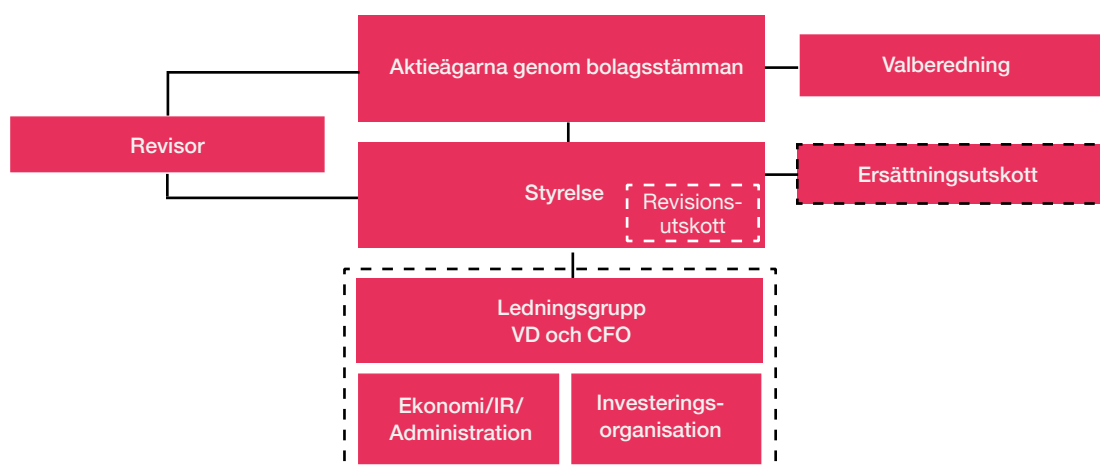 Aktieägarna genom bolagsstämman
Valberedning
Revisor
Styrelse
Revisions-
utskott
Ersättningsutskott
Ledningsgrupp
VD och CFO
Ekonomi/IR/
Administration
Investerings-
organisation